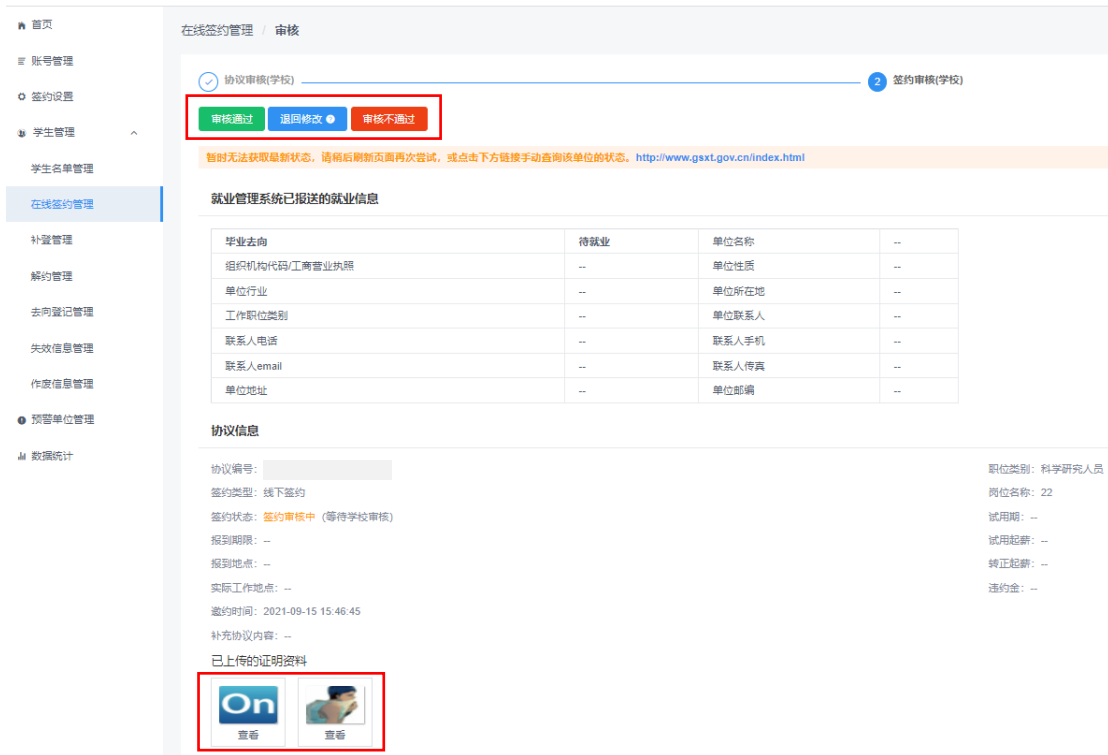 首页
账号管理
签约设置
学生管理
学生名单管理
在线签约管理
补登管理
解约管理
去向登记管理
失效信息管理
作废信息管理
预警单位管理
数据统计
在线签约管理 / 审核
协议审核(学校) 2 签约审核(学校)
审核通过 退回修改 审核不通过
暂时无法获取最新状态，请稍后刷新页面再次尝试，或点击下方链接手动查询该单位的状态。http://www.gsxt.gov.cn/index.html
就业管理系统已报送的就业信息
毕业去向 待就业 单位名称 --
组织机构代码/工商营业执照 -- 单位性质 --
单位行业 -- 单位所在地 --
工作职位类别 -- 单位联系人 --
联系人电话 -- 联系人手机 --
联系人email -- 联系人传真 --
单位地址 -- 单位邮编 --
协议信息
协议编号： 职位类别：科学研究人员
签约类型：线下签约 岗位名称：22
签约状态：签约审核中 (等待学校审核) 试用期：--
报到期限：-- 试用起薪：--
报到地点：-- 转正起薪：--
实际工作地点：-- 违约金：--
邀约时间：2021-09-15 15:46:45
补充协议内容：--
已上传的证明资料
On
查看 查看